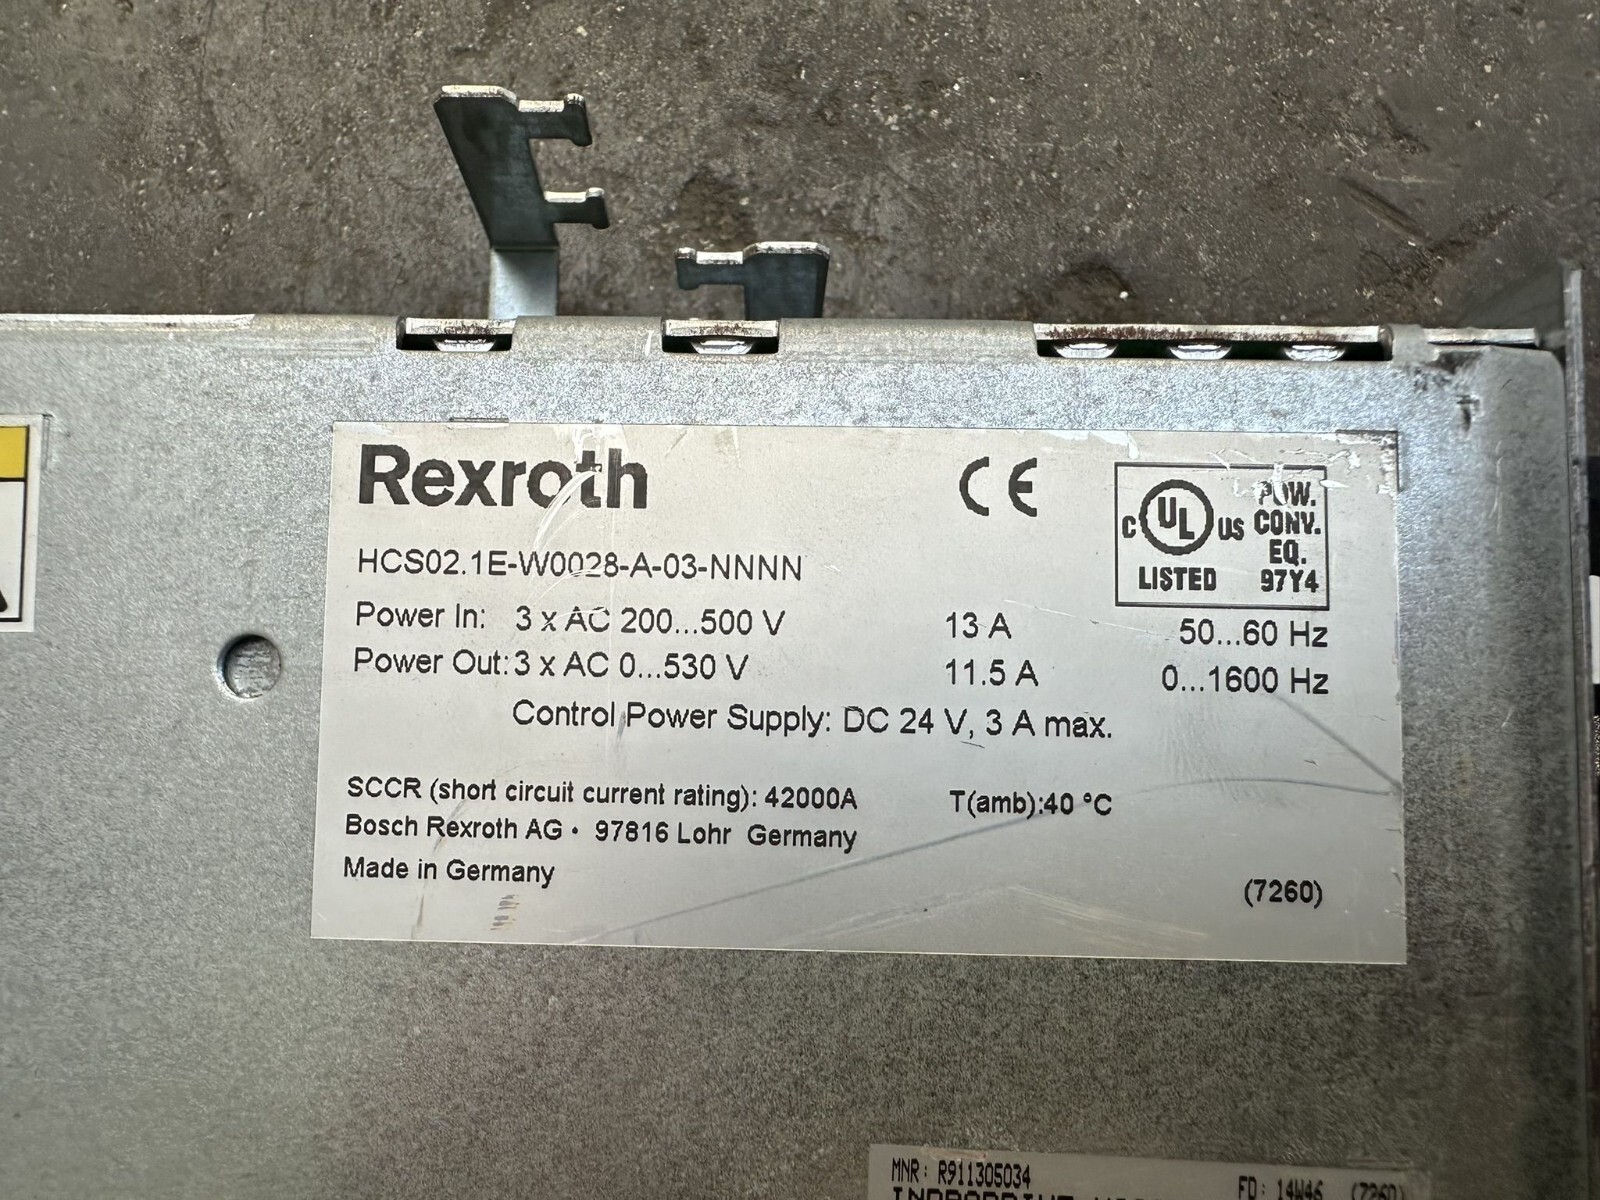 Rexroth
CE
C UL US LISTED
POW. CONV. EQ. 97Y4
HCS02.1E-W0028-A-03-NNNN
Power In: 3 x AC 200...500 V 13 A 50...60 Hz
Power Out: 3 x AC 0...530 V 11.5 A 0...1600 Hz
Control Power Supply: DC 24 V, 3 A max.
SCCR (short circuit current rating): 42000A T(amb):40 °C
Bosch Rexroth AG • 97816 Lohr Germany
Made in Germany
(7260)
MNR: R911305034
FD: 14W46 (7260)